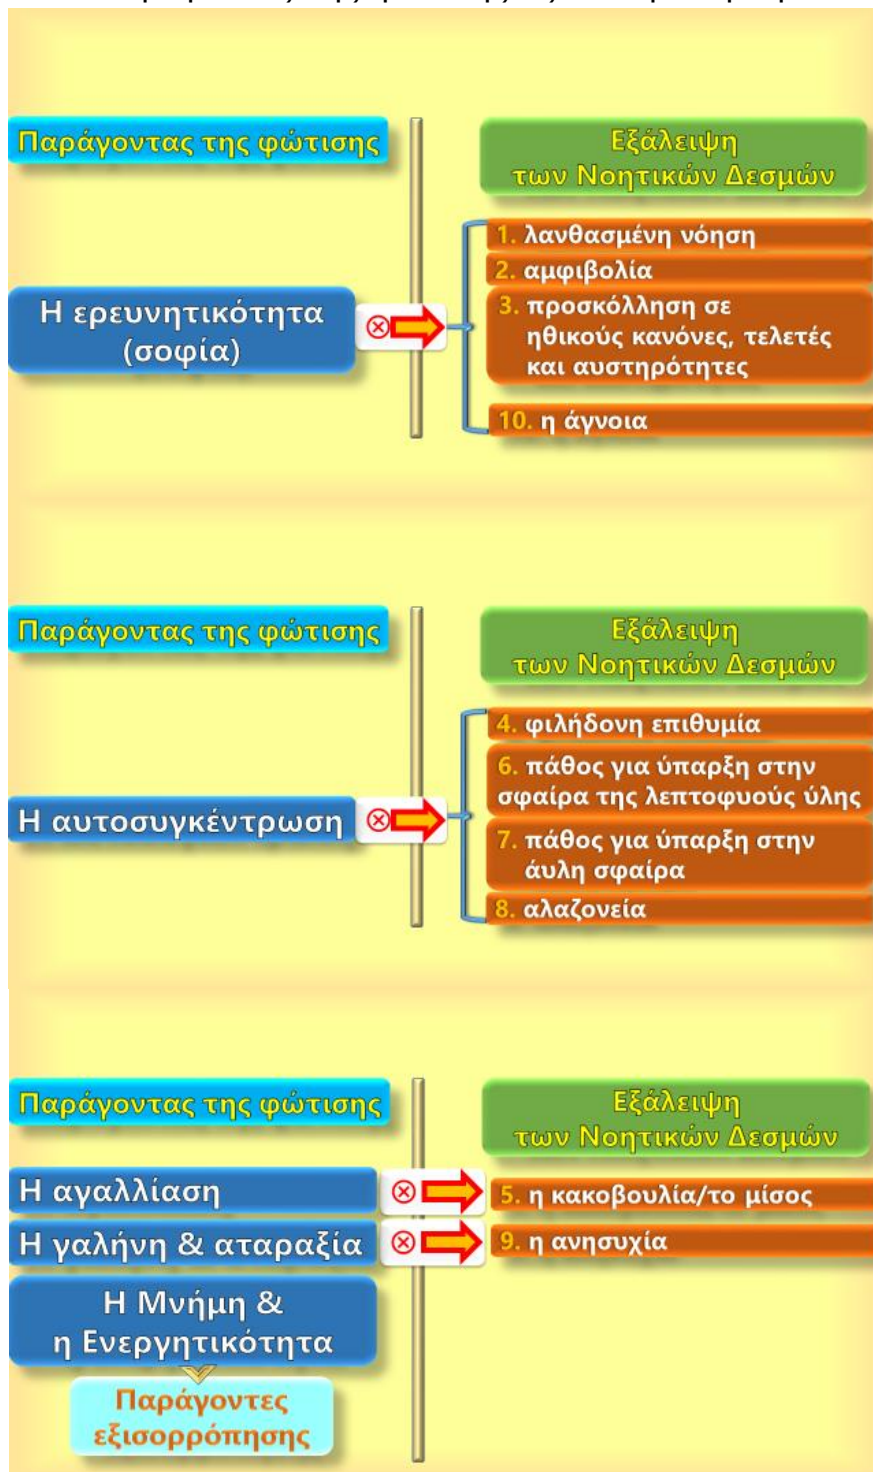 Παράγοντας της φώτισης
Εξάλειψη
των Νοητικών Δεσμών
Η ερευνητικότητα
(σοφία)
1. λανθασμένη νόηση
2. αμφιβολία
3. προσκόλληση σε
ηθικούς κανόνες, τελετές
και αυστηρότητες
10. η άγνοια
Παράγοντας της φώτισης
Εξάλειψη
των Νοητικών Δεσμών
Η αυτοσυγκέντρωση
4. φιλήδονη επιθυμία
6. πάθος για ύπαρξη στην
σφαίρα της λεπτοφυούς ύλης
7. πάθος για ύπαρξη στην
άυλη σφαίρα
8. αλαζονεία
Παράγοντας της φώτισης
Εξάλειψη
των Νοητικών Δεσμών
Η αγαλλίαση
5. η κακοβουλία/το μίσος
Η γαλήνη & αταραξία
9. η ανησυχία
Η Μνήμη &
η Ενεργητικότητα
Παράγοντες
εξισορρόπησης